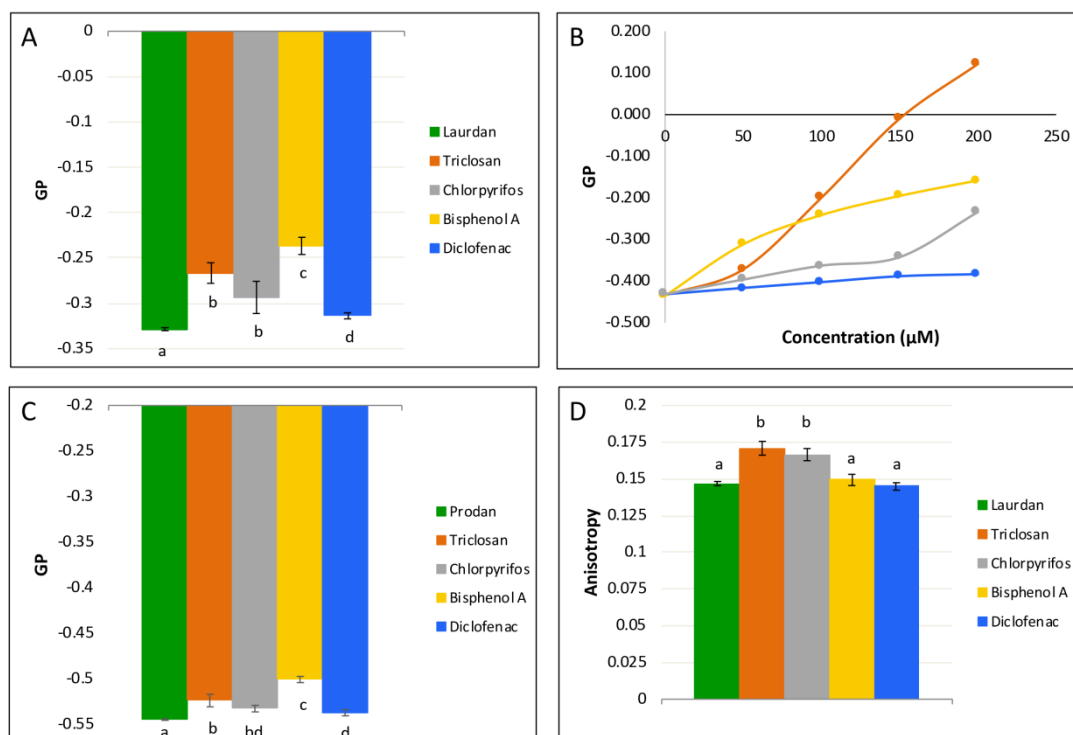 A
0
-0.05
-0.1
-0.15
-0.2
-0.25
-0.3
-0.35
GP
a
b
b
c
d
Laurdan
Triclosan
Chlorpyrifos
Bisphenol A
Diclofenac
B
0.200
0.100
0.000
-0.100
-0.200
-0.300
-0.400
-0.500
GP
0
50
100
150
200
250
Concentration (μM)
C
-0.2
-0.25
-0.3
-0.35
-0.4
-0.45
-0.5
-0.55
GP
a
b
bd
c
d
Prodan
Triclosan
Chlorpyrifos
Bisphenol A
Diclofenac
D
0.2
0.175
0.15
0.125
0.1
0.075
0.05
0.025
0
Anisotropy
a
b
b
a
a
Laurdan
Triclosan
Chlorpyrifos
Bisphenol A
Diclofenac